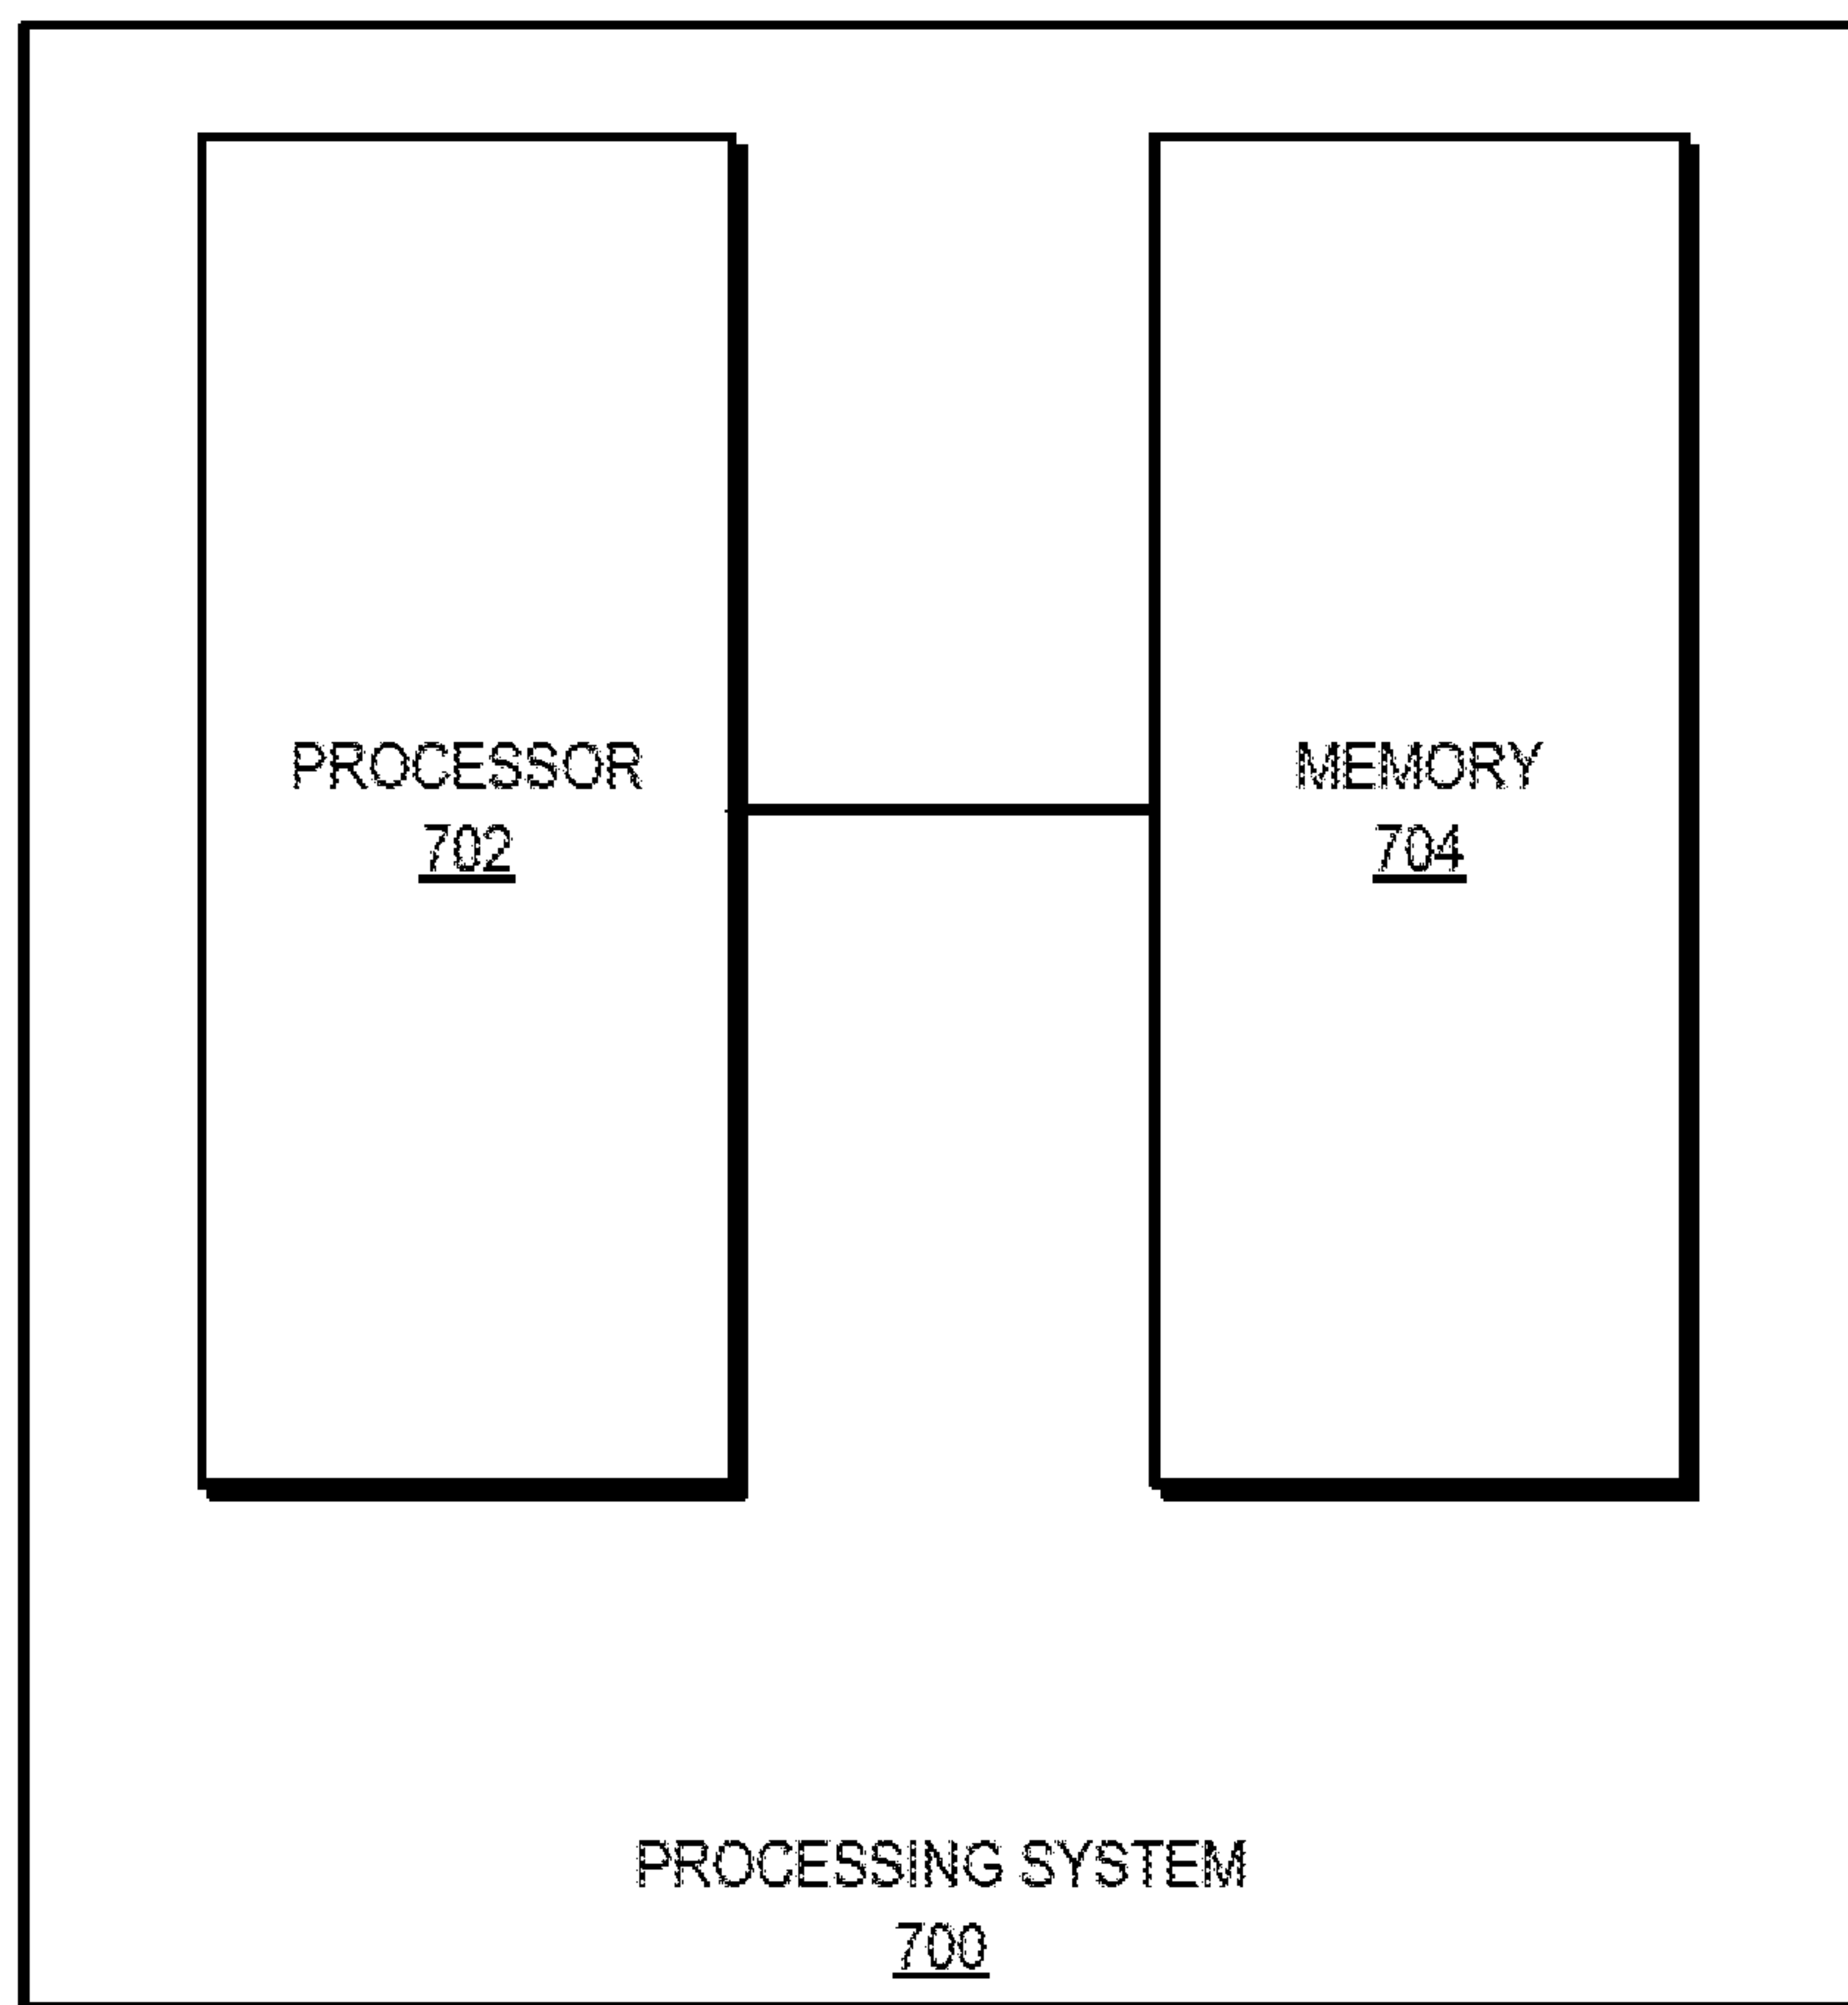 PROCESSOR
702
MEMORY
704
PROCESSING SYSTEM
700